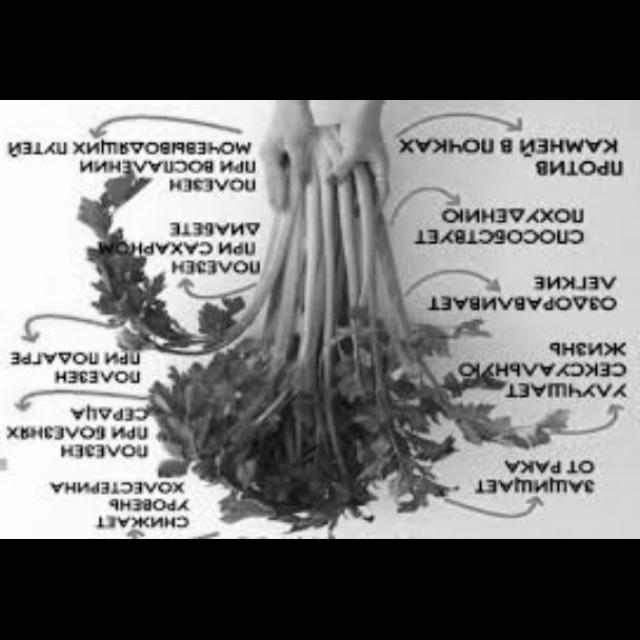 ЗАЩИЩАЕТ
ОТ РАКА
УЛУЧШАЕТ
СЕКСУАЛЬНУЮ
ЖИЗНЬ
ОЗДОРАВЛИВАЕТ
ЛЕГКИЕ
СПОСОБСТВУЕТ
ПОХУДЕНИЮ
ПРОТИВ
КАМНЕЙ В ПОЧКАХ
СНИЖАЕТ
УРОВЕНЬ
ХОЛЕСТЕРИНА
ПОЛЕЗЕН
ПРИ БОЛЕЗНЯХ
СЕРДЦА
ПОЛЕЗЕН
ПРИ ПОДАГРЕ
ПОЛЕЗЕН
ПРИ САХАРНОМ
ДИАБЕТЕ
ПОЛЕЗЕН
ПРИ ВОСПАЛЕНИИ
МОЧЕВЫВОДЯЩИХ ПУТЕЙ